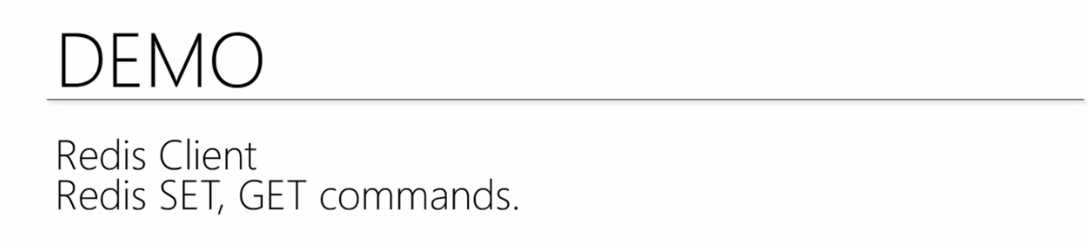 DEMO
Redis Client
Redis SET, GET commands.